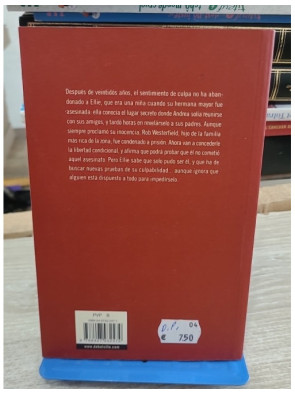 Después de veintidós años, el sentimiento de culpa no ha aban-
donado a Ellie, que era una niña cuando su hermana mayor fue
asesinada: ella conocía el lugar secreto donde Andrea solía reunirse
con sus amigos, y tardó horas en revelárselo a sus padres. Aunque
siempre proclamó su inocencia, Rob Westerfield, hijo de la familia
más rica de la zona, fue condenado a prisión. Ahora van a concederle
la libertad condicional, y afirma que podrá probar que él no cometió
aquel asesinato. Pero Ellie sabe que solo pudo ser él, y que ha de
buscar nuevas pruebas de su culpabilidad... aunque ignora que
alguien está dispuesto a todo para impedírselo.
04
€ 7.50